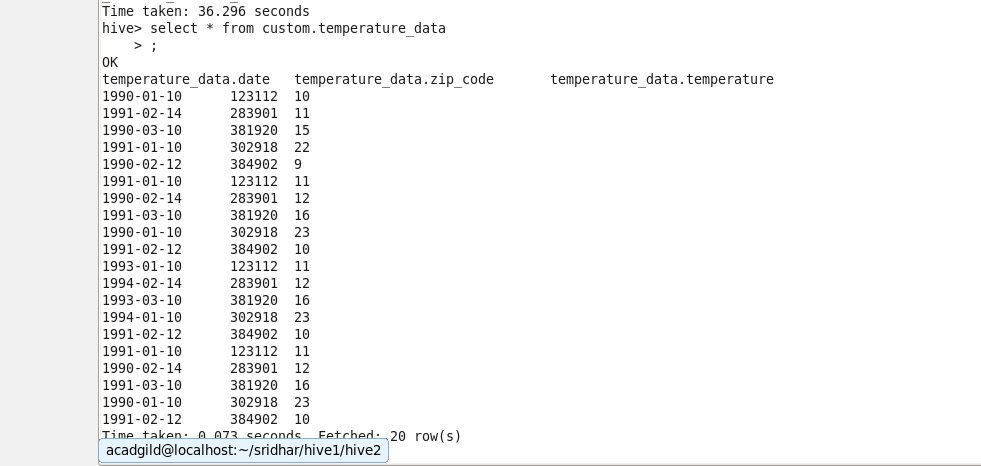 Time taken: 36.296 seconds
hive> select * from custom.temperature_data
    > ;
OK
temperature_data.date   temperature_data.zip_code       temperature_data.temperature
1990-01-10      123112  10
1991-02-14      283901  11
1990-03-10      381920  15
1991-01-10      302918  22
1990-02-12      384902  9
1991-01-10      123112  11
1990-02-14      283901  12
1991-03-10      381920  16
1990-01-10      302918  23
1991-02-12      384902  10
1993-01-10      123112  11
1994-02-14      283901  12
1993-03-10      381920  16
1994-01-10      302918  23
1991-02-12      384902  10
1991-01-10      123112  11
1990-02-14      283901  12
1991-03-10      381920  16
1990-01-10      302918  23
1991-02-12      384902  10
Time taken: 0.073 seconds, Fetched: 20 row(s)
acadgild@localhost:~/sridhar/hive1/hive2